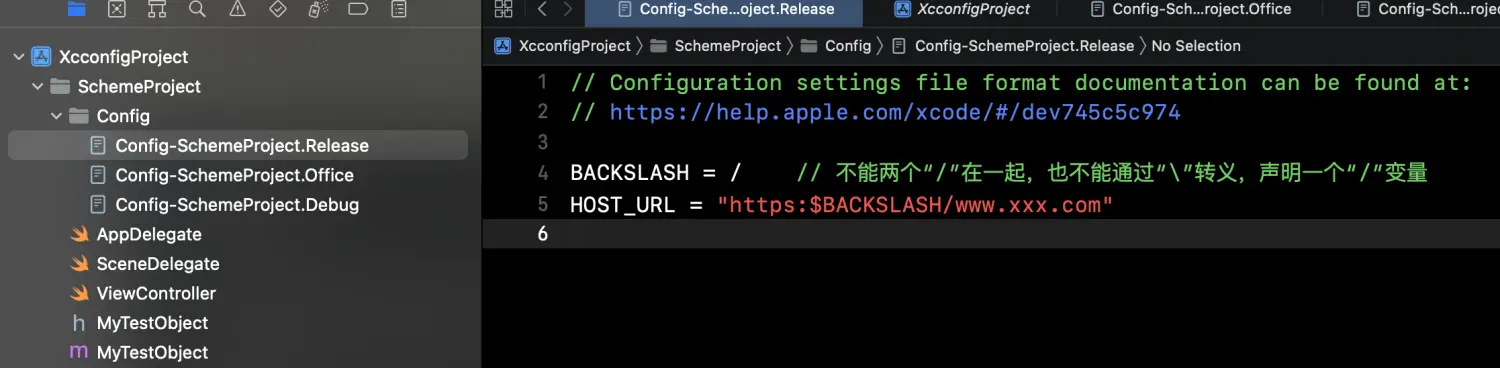 XcconfigProject
SchemeProject
Config
Config-SchemeProject.Release
Config-SchemeProject.Office
Config-SchemeProject.Debug
AppDelegate
SceneDelegate
ViewController
h MyTestObject
m MyTestObject
Config-Sche...oject.Release XcconfigProject Config-Sch...roject.Office Config-Sch...roj
XcconfigProject SchemeProject Config Config-SchemeProject.Release No Selection
1 // Configuration settings file format documentation can be found at:
2 // https://help.apple.com/xcode/#/dev745c5c974
3
4 BACKSLASH = / // 不能两个“/”在一起，也不能通过“\”转义，声明一个“/”变量
5 HOST_URL = "https:$BACKSLASH/www.xxx.com"
6